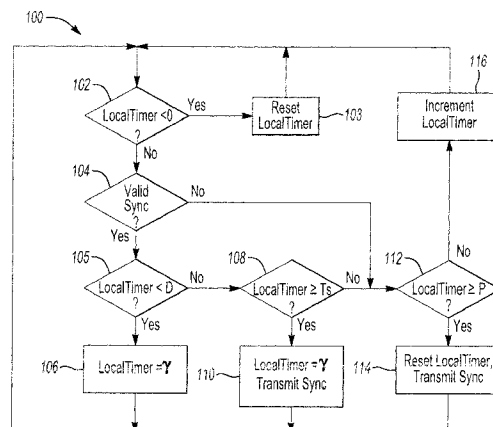 100
102
LocalTimer <0
?
Yes
No
Reset
LocalTimer
103
116
Increment
LocalTimer
104
Valid
Sync
?
No
Yes
105
LocalTimer < D
?
No
Yes
108
LocalTimer ≥ Ts
?
No
Yes
112
LocalTimer ≥ P
?
No
Yes
106
LocalTimer =γ
110
LocalTimer =γ
Transmit Sync
114
Reset LocalTimer,
Transmit Sync